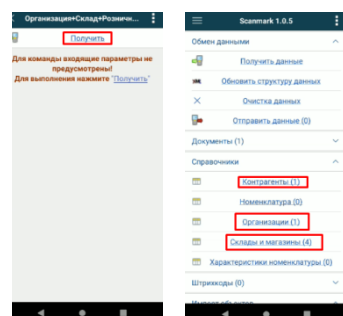 Организация+Склад+Розничн...
Получить
Для команды входящие параметры не
предусмотрены!
Для выполнения нажмите "Получить"
Scanmark 1.0.5
Обмен данными
Получить данные
Обновить структуру данных
Очистка данных
Отправить данные (0)
Документы (1)
Справочники
Контрагенты (1)
Номенклатура (0)
Организации (1)
Склады и магазины (4)
Характеристики номенклатуры (0)
Штрихкоды (0)